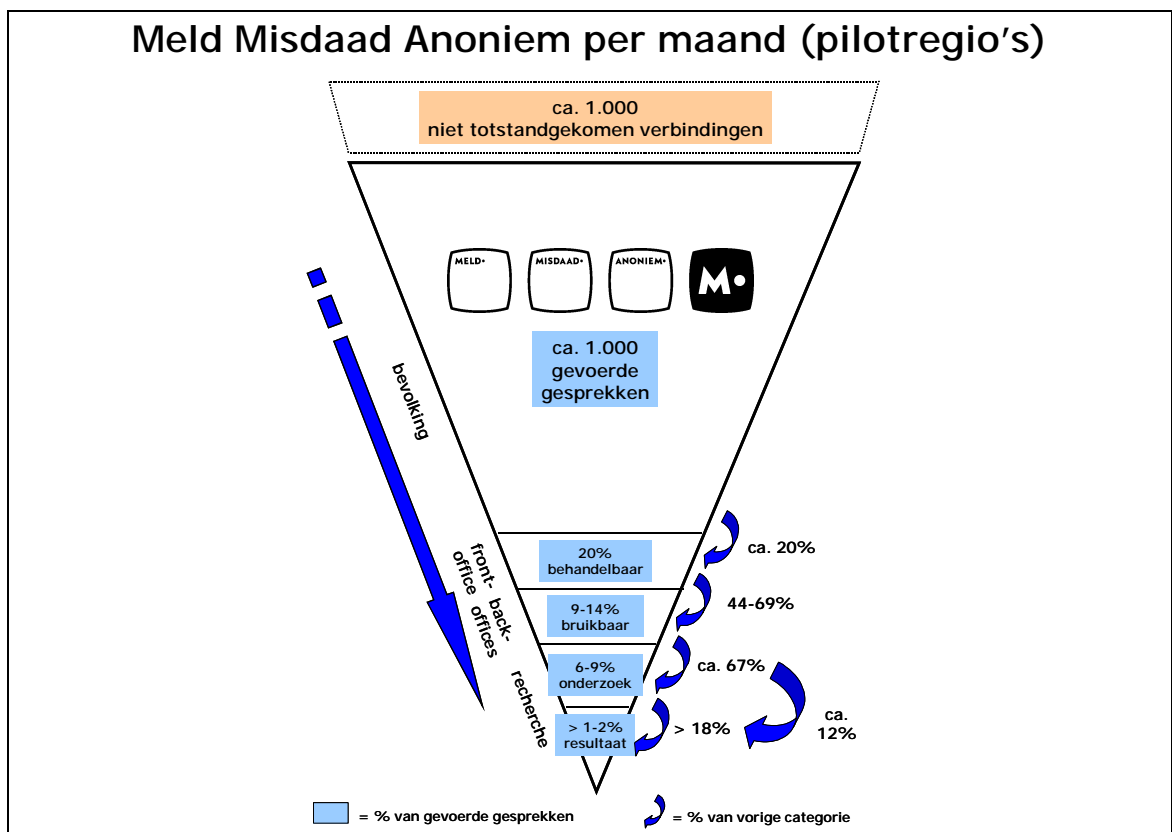 Meld Misdaad Anoniem per maand (pilotregio's)
ca. 1.000
niet totstandgekomen verbindingen
MELD•
MISDAAD•
ANONIEM•
M•
ca. 1.000
gevoerde
gesprekken
bevolking
front-
office
back-
offices
recherche
20%
behandelbaar
ca. 20%
9-14%
bruikbaar
44-69%
6-9%
onderzoek
ca. 67%
> 1-2%
resultaat
> 18%
ca.
12%
= % van gevoerde gesprekken
= % van vorige categorie